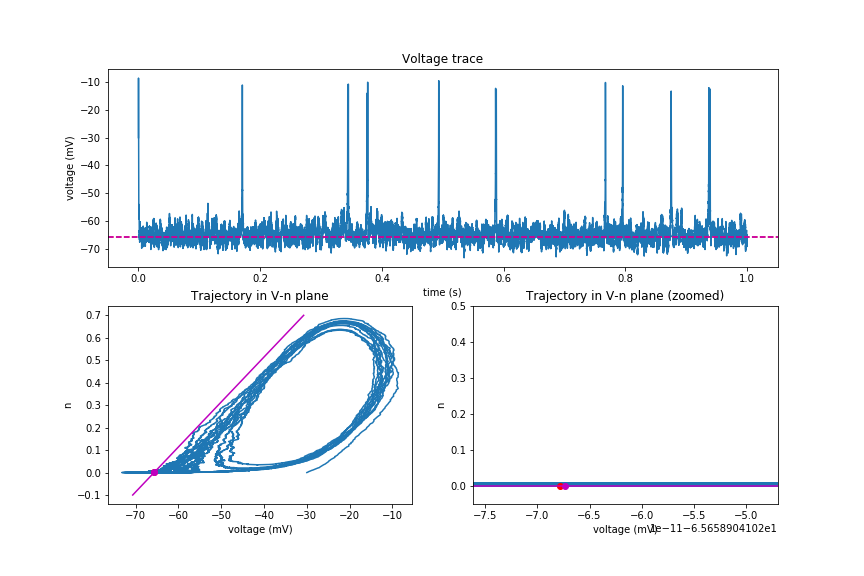 Voltage trace
voltage (mV)
−10
−20
−30
−40
−50
−60
−70
0.0 0.2 0.4 0.6 0.8 1.0
time (s)
Trajectory in V-n plane
n
0.7
0.6
0.5
0.4
0.3
0.2
0.1
0.0
−0.1
−70 −60 −50 −40 −30 −20 −10
voltage (mV)
Trajectory in V-n plane (zoomed)
n
0.5
0.4
0.3
0.2
0.1
0.0
−7.5 −7.0 −6.5 −6.0 −5.5 −5.0
voltage (mV)
1e−11−6.5658904102e1